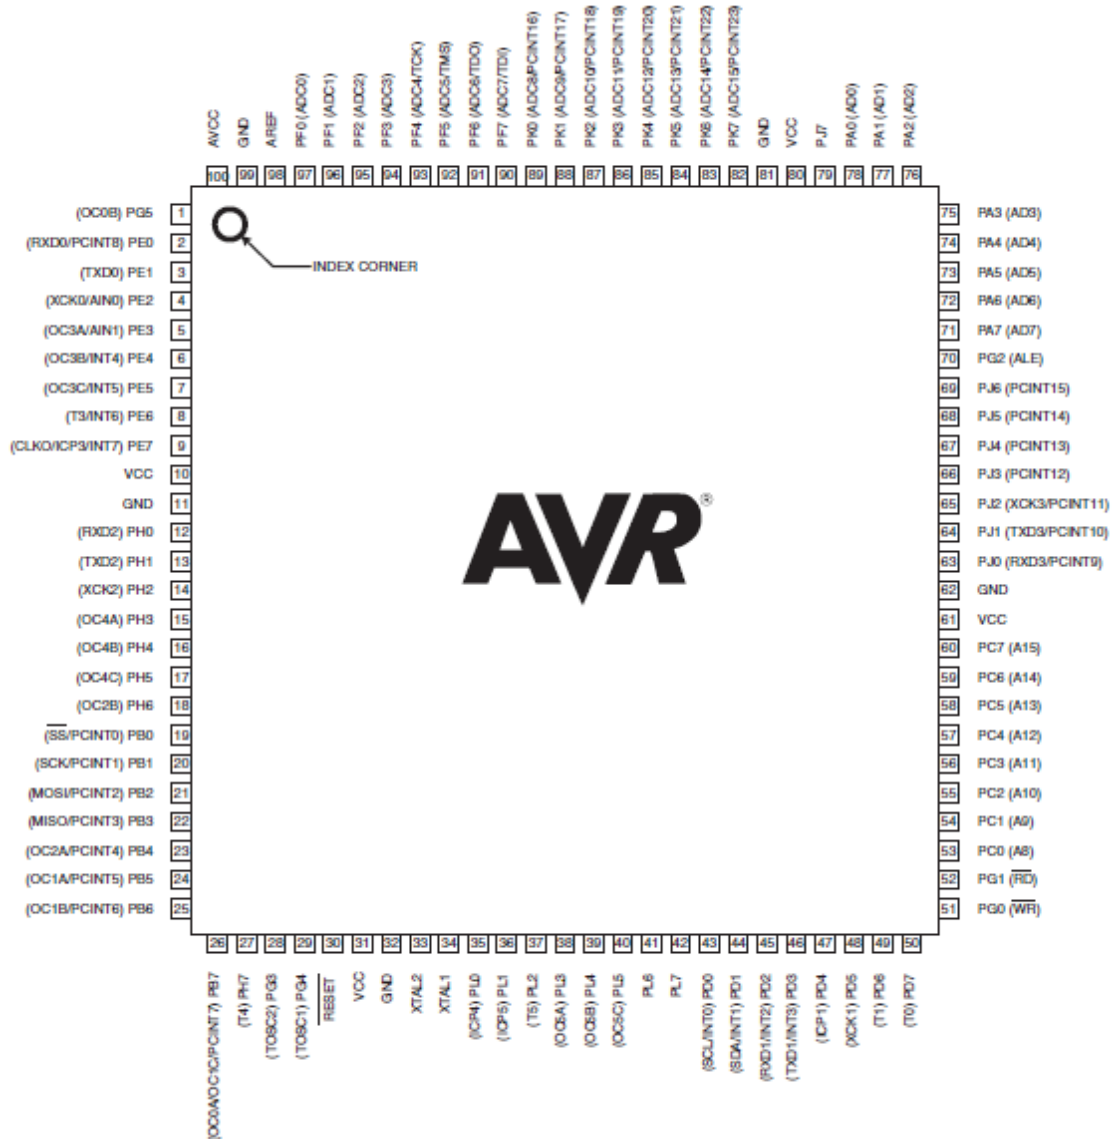 AVCC
GND
AREF
PF0 (ADC0)
PF1 (ADC1)
PF2 (ADC2)
PF3 (ADC3)
PF4 (ADC4/TCK)
PF5 (ADC5/TMS)
PF6 (ADC6/TDO)
PF7 (ADC7/TDI)
PK0 (ADC8/PCINT16)
PK1 (ADC9/PCINT17)
PK2 (ADC10/PCINT18)
PK3 (ADC11/PCINT19)
PK4 (ADC12/PCINT20)
PK5 (ADC13/PCINT21)
PK6 (ADC14/PCINT22)
PK7 (ADC15/PCINT23)
GND
VCC
PJ7
PA0 (AD0)
PA1 (AD1)
PA2 (AD2)
100 99 98 97 96 95 94 93 92 91 90 89 88 87 86 85 84 83 82 81 80 79 78 77 76
(OC0B) PG5 1
(RXD0/PCINT8) PE0 2
(TXD0) PE1 3
(XCK0/AIN0) PE2 4
(OC3A/AIN1) PE3 5
(OC3B/INT4) PE4 6
(OC3C/INT5) PE5 7
(T3/INT6) PE6 8
(CLKO/ICP3/INT7) PE7 9
VCC 10
GND 11
(RXD2) PH0 12
(TXD2) PH1 13
(XCK2) PH2 14
(OC4A) PH3 15
(OC4B) PH4 16
(OC4C) PH5 17
(OC2B) PH6 18
(SS/PCINT0) PB0 19
(SCK/PCINT1) PB1 20
(MOSI/PCINT2) PB2 21
(MISO/PCINT3) PB3 22
(OC2A/PCINT4) PB4 23
(OC1A/PCINT5) PB5 24
(OC1B/PCINT6) PB6 25
INDEX CORNER
AVR®
75 PA3 (AD3)
74 PA4 (AD4)
73 PA5 (AD5)
72 PA6 (AD6)
71 PA7 (AD7)
70 PG2 (ALE)
69 PJ6 (PCINT15)
68 PJ5 (PCINT14)
67 PJ4 (PCINT13)
66 PJ3 (PCINT12)
65 PJ2 (XCK3/PCINT11)
64 PJ1 (TXD3/PCINT10)
63 PJ0 (RXD3/PCINT9)
62 GND
61 VCC
60 PC7 (A15)
59 PC6 (A14)
58 PC5 (A13)
57 PC4 (A12)
56 PC3 (A11)
55 PC2 (A10)
54 PC1 (A9)
53 PC0 (A8)
52 PG1 (RD)
51 PG0 (WR)
26 27 28 29 30 31 32 33 34 35 36 37 38 39 40 41 42 43 44 45 46 47 48 49 50
(OC0A/OC1C/PCINT7) PB7
(T4) PH7
(TOSC2) PG3
(TOSC1) PG4
RESET
VCC
GND
XTAL2
XTAL1
(ICP4) PL0
(ICP5) PL1
(T5) PL2
(OC5A) PL3
(OC5B) PL4
(OC5C) PL5
PL6
PL7
(SCL/INT0) PD0
(SDA/INT1) PD1
(RXD1/INT2) PD2
(TXD1/INT3) PD3
(ICP1) PD4
(XCK1) PD5
(T1) PD6
(T0) PD7